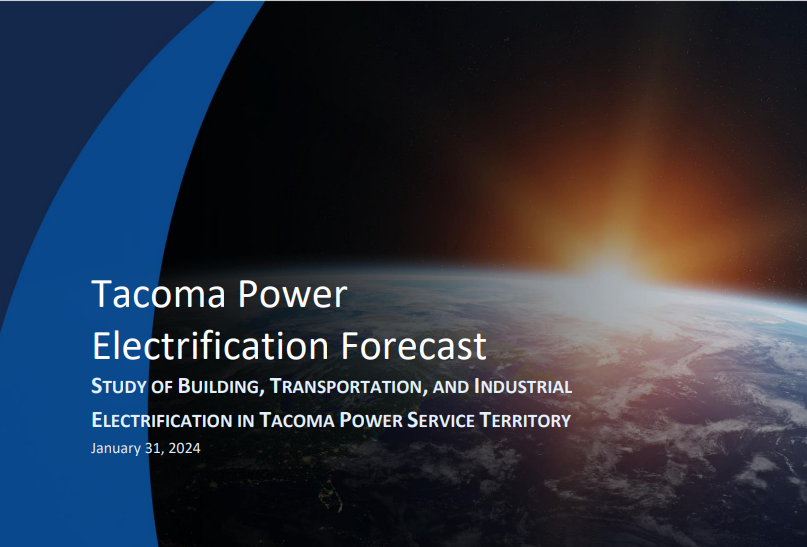 Tacoma Power
Electrification Forecast
STUDY OF BUILDING, TRANSPORTATION, AND INDUSTRIAL
ELECTRIFICATION IN TACOMA POWER SERVICE TERRITORY
January 31, 2024